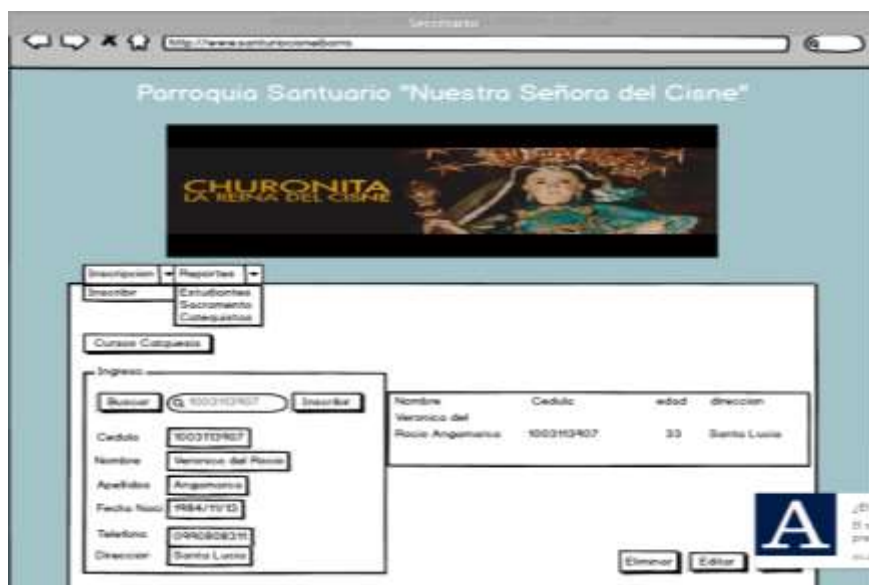 Secretaria
Parroquia Santuario "Nuestra Señora del Cisne"
CHURONITA
LA REINA DEL CISNE
Inscripcion Reportes
Inscribir Estudiantes
Sacramento
Catequistas
Cursos Catquesis
Ingreso
Buscar 1003113907 Inscribir
Nombre Cedula edad direccion
Veronica del
Rocio Angamarca 1003113907 33 Santa Lucia
Cedula 1003113907
Nombre Veronica del Rocio
Apellidos Angamarca
Fecha Naci 1984/11/13
Telefono 0990808311
Direccion Santa Lucia
Eliminar Editar
A